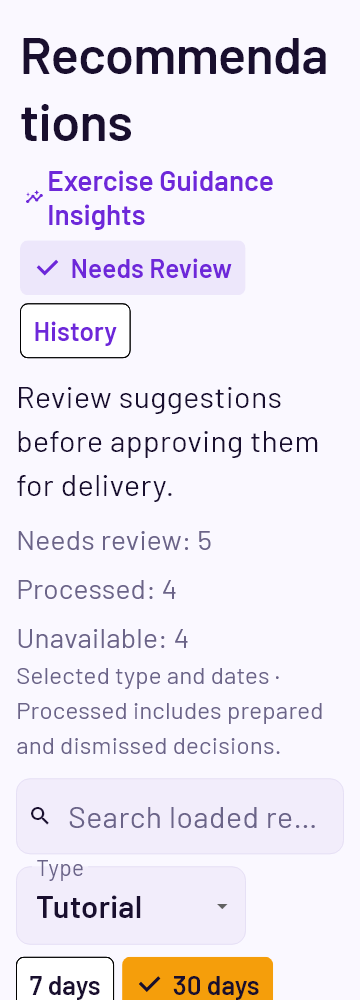 Recommenda
tions
Exercise Guidance
Insights
Needs Review
History
Review suggestions
before approving them
for delivery.
Needs review: 5
Processed: 4
Unavailable: 4
Selected type and dates ·
Processed includes prepared
and dismissed decisions.
Search loaded re...
Type
Tutorial
7 days
30 days